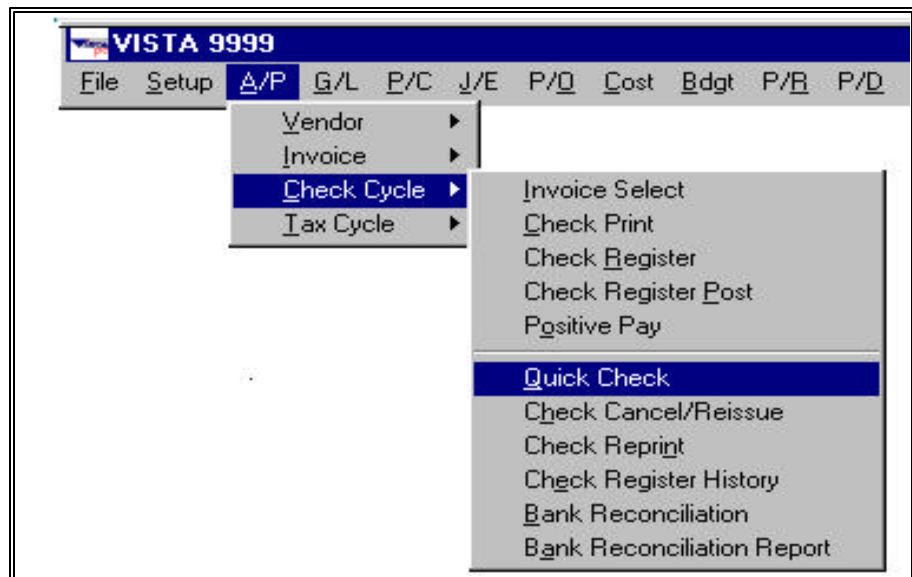 VISTA 9999
File Setup A/P G/L P/C J/E P/O Cost Bdgt P/R P/D
Vendor
Invoice
Check Cycle
Tax Cycle
Invoice Select
Check Print
Check Register
Check Register Post
Positive Pay
Quick Check
Check Cancel/Reissue
Check Reprint
Check Register History
Bank Reconciliation
Bank Reconciliation Report